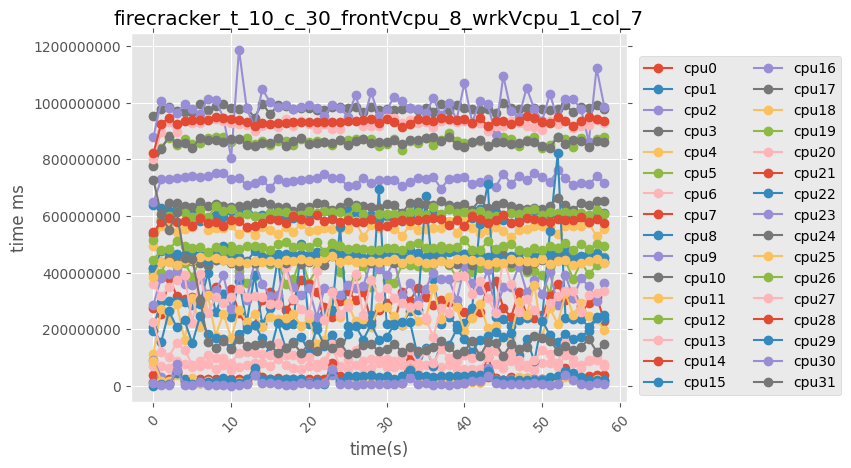 firecracker_t_10_c_30_frontVcpu_8_wrkVcpu_1_col_7
time ms
1200000000
1000000000
800000000
600000000
400000000
200000000
0
0
10
20
30
40
50
60
time(s)
cpu0
cpu1
cpu2
cpu3
cpu4
cpu5
cpu6
cpu7
cpu8
cpu9
cpu10
cpu11
cpu12
cpu13
cpu14
cpu15
cpu16
cpu17
cpu18
cpu19
cpu20
cpu21
cpu22
cpu23
cpu24
cpu25
cpu26
cpu27
cpu28
cpu29
cpu30
cpu31